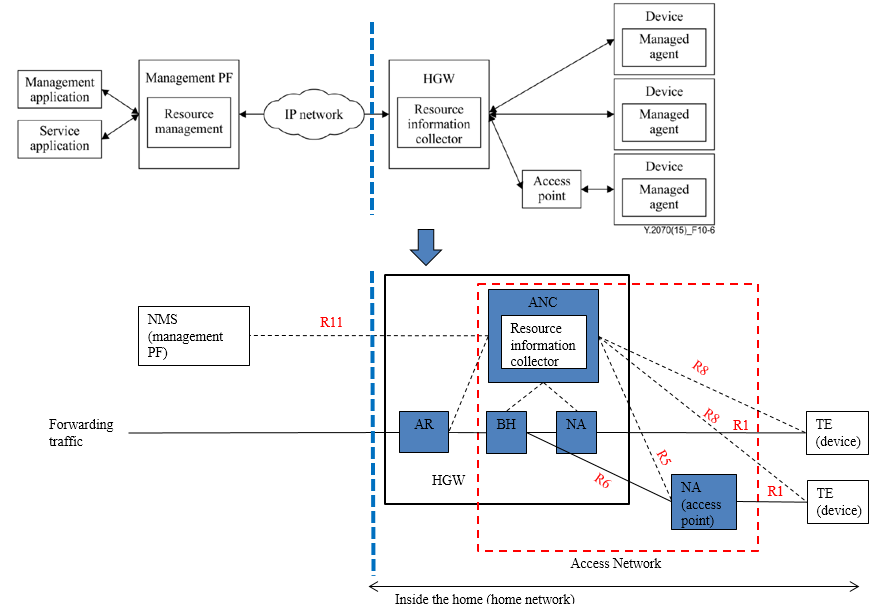 Device
Managed
agent
Management PF
HGW
Management
application
Resource
management
IP network
Resource
information
collector
Device
Managed
agent
Service
application
Access
point
Device
Managed
agent
Y.2070(15)_F10-6
ANC
NMS
(management
PF)
R11
Resource
information
collector
R8
R8
Forwarding
traffic
AR
BH
NA
R1
TE
(device)
HGW
R5
R6
NA
(access
point)
R1
TE
(device)
Access Network
Inside the home (home network)